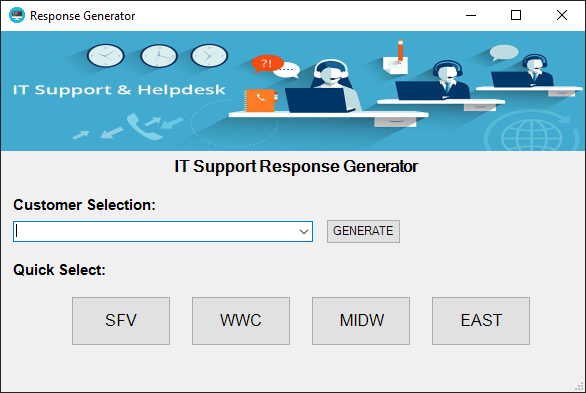 Response Generator
?!
IT Support & Helpdesk
IT Support Response Generator
Customer Selection:
GENERATE
Quick Select:
SFV WWC MIDW EAST